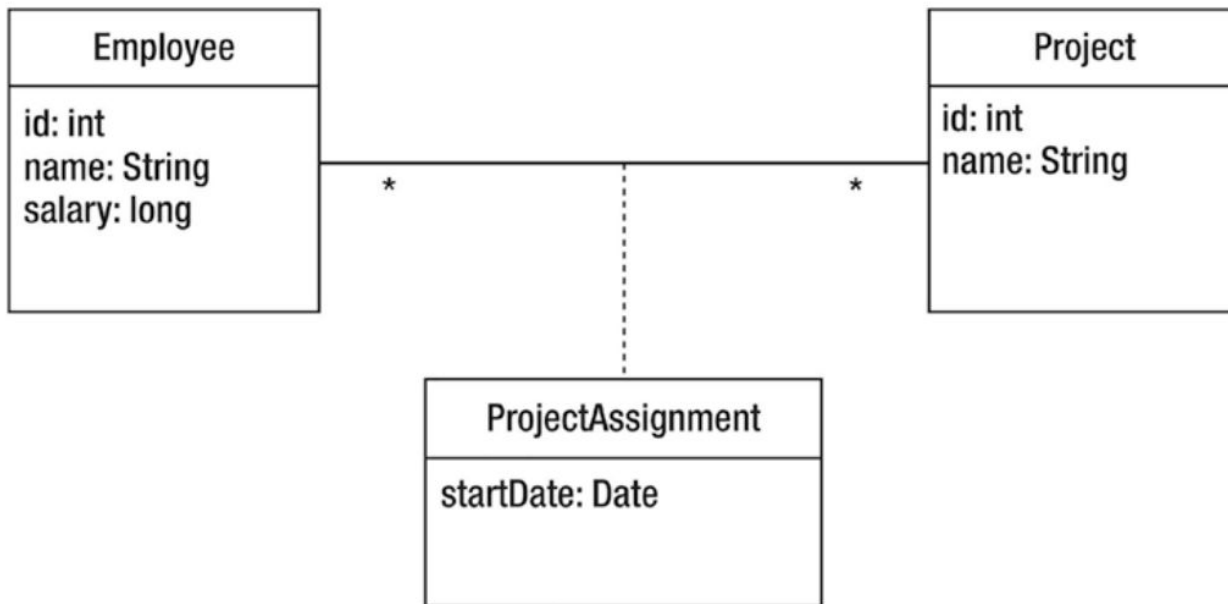 Employee
id: int
name: String
salary: long
*
*
Project
id: int
name: String
ProjectAssignment
startDate: Date